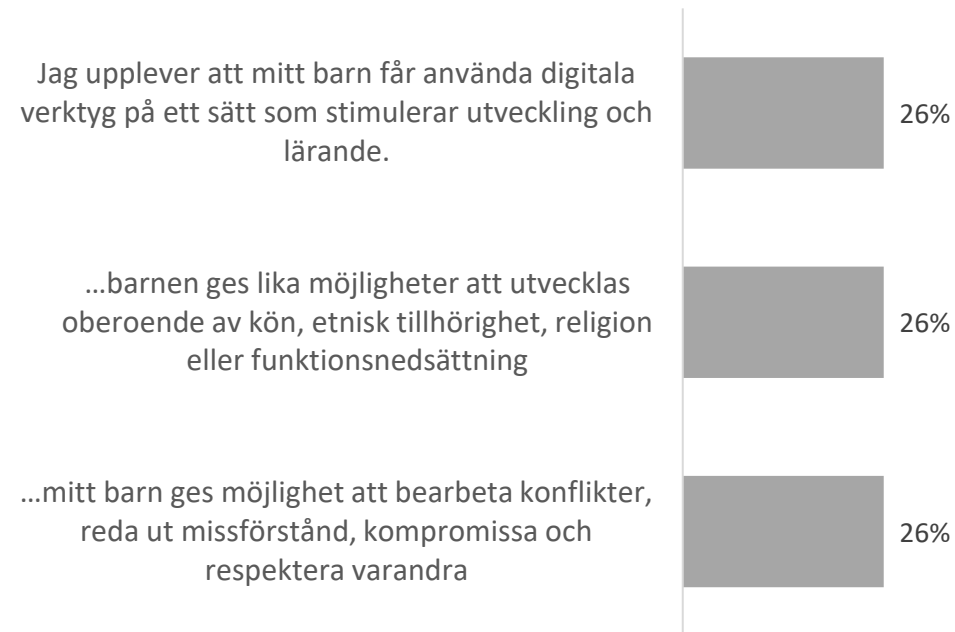 Jag upplever att mitt barn får använda digitala
verktyg på ett sätt som stimulerar utveckling och
lärande.
26%
...barnen ges lika möjligheter att utvecklas
oberoende av kön, etnisk tillhörighet, religion
eller funktionsnedsättning
26%
...mitt barn ges möjlighet att bearbeta konflikter,
reda ut missförstånd, kompromissa och
respektera varandra
26%